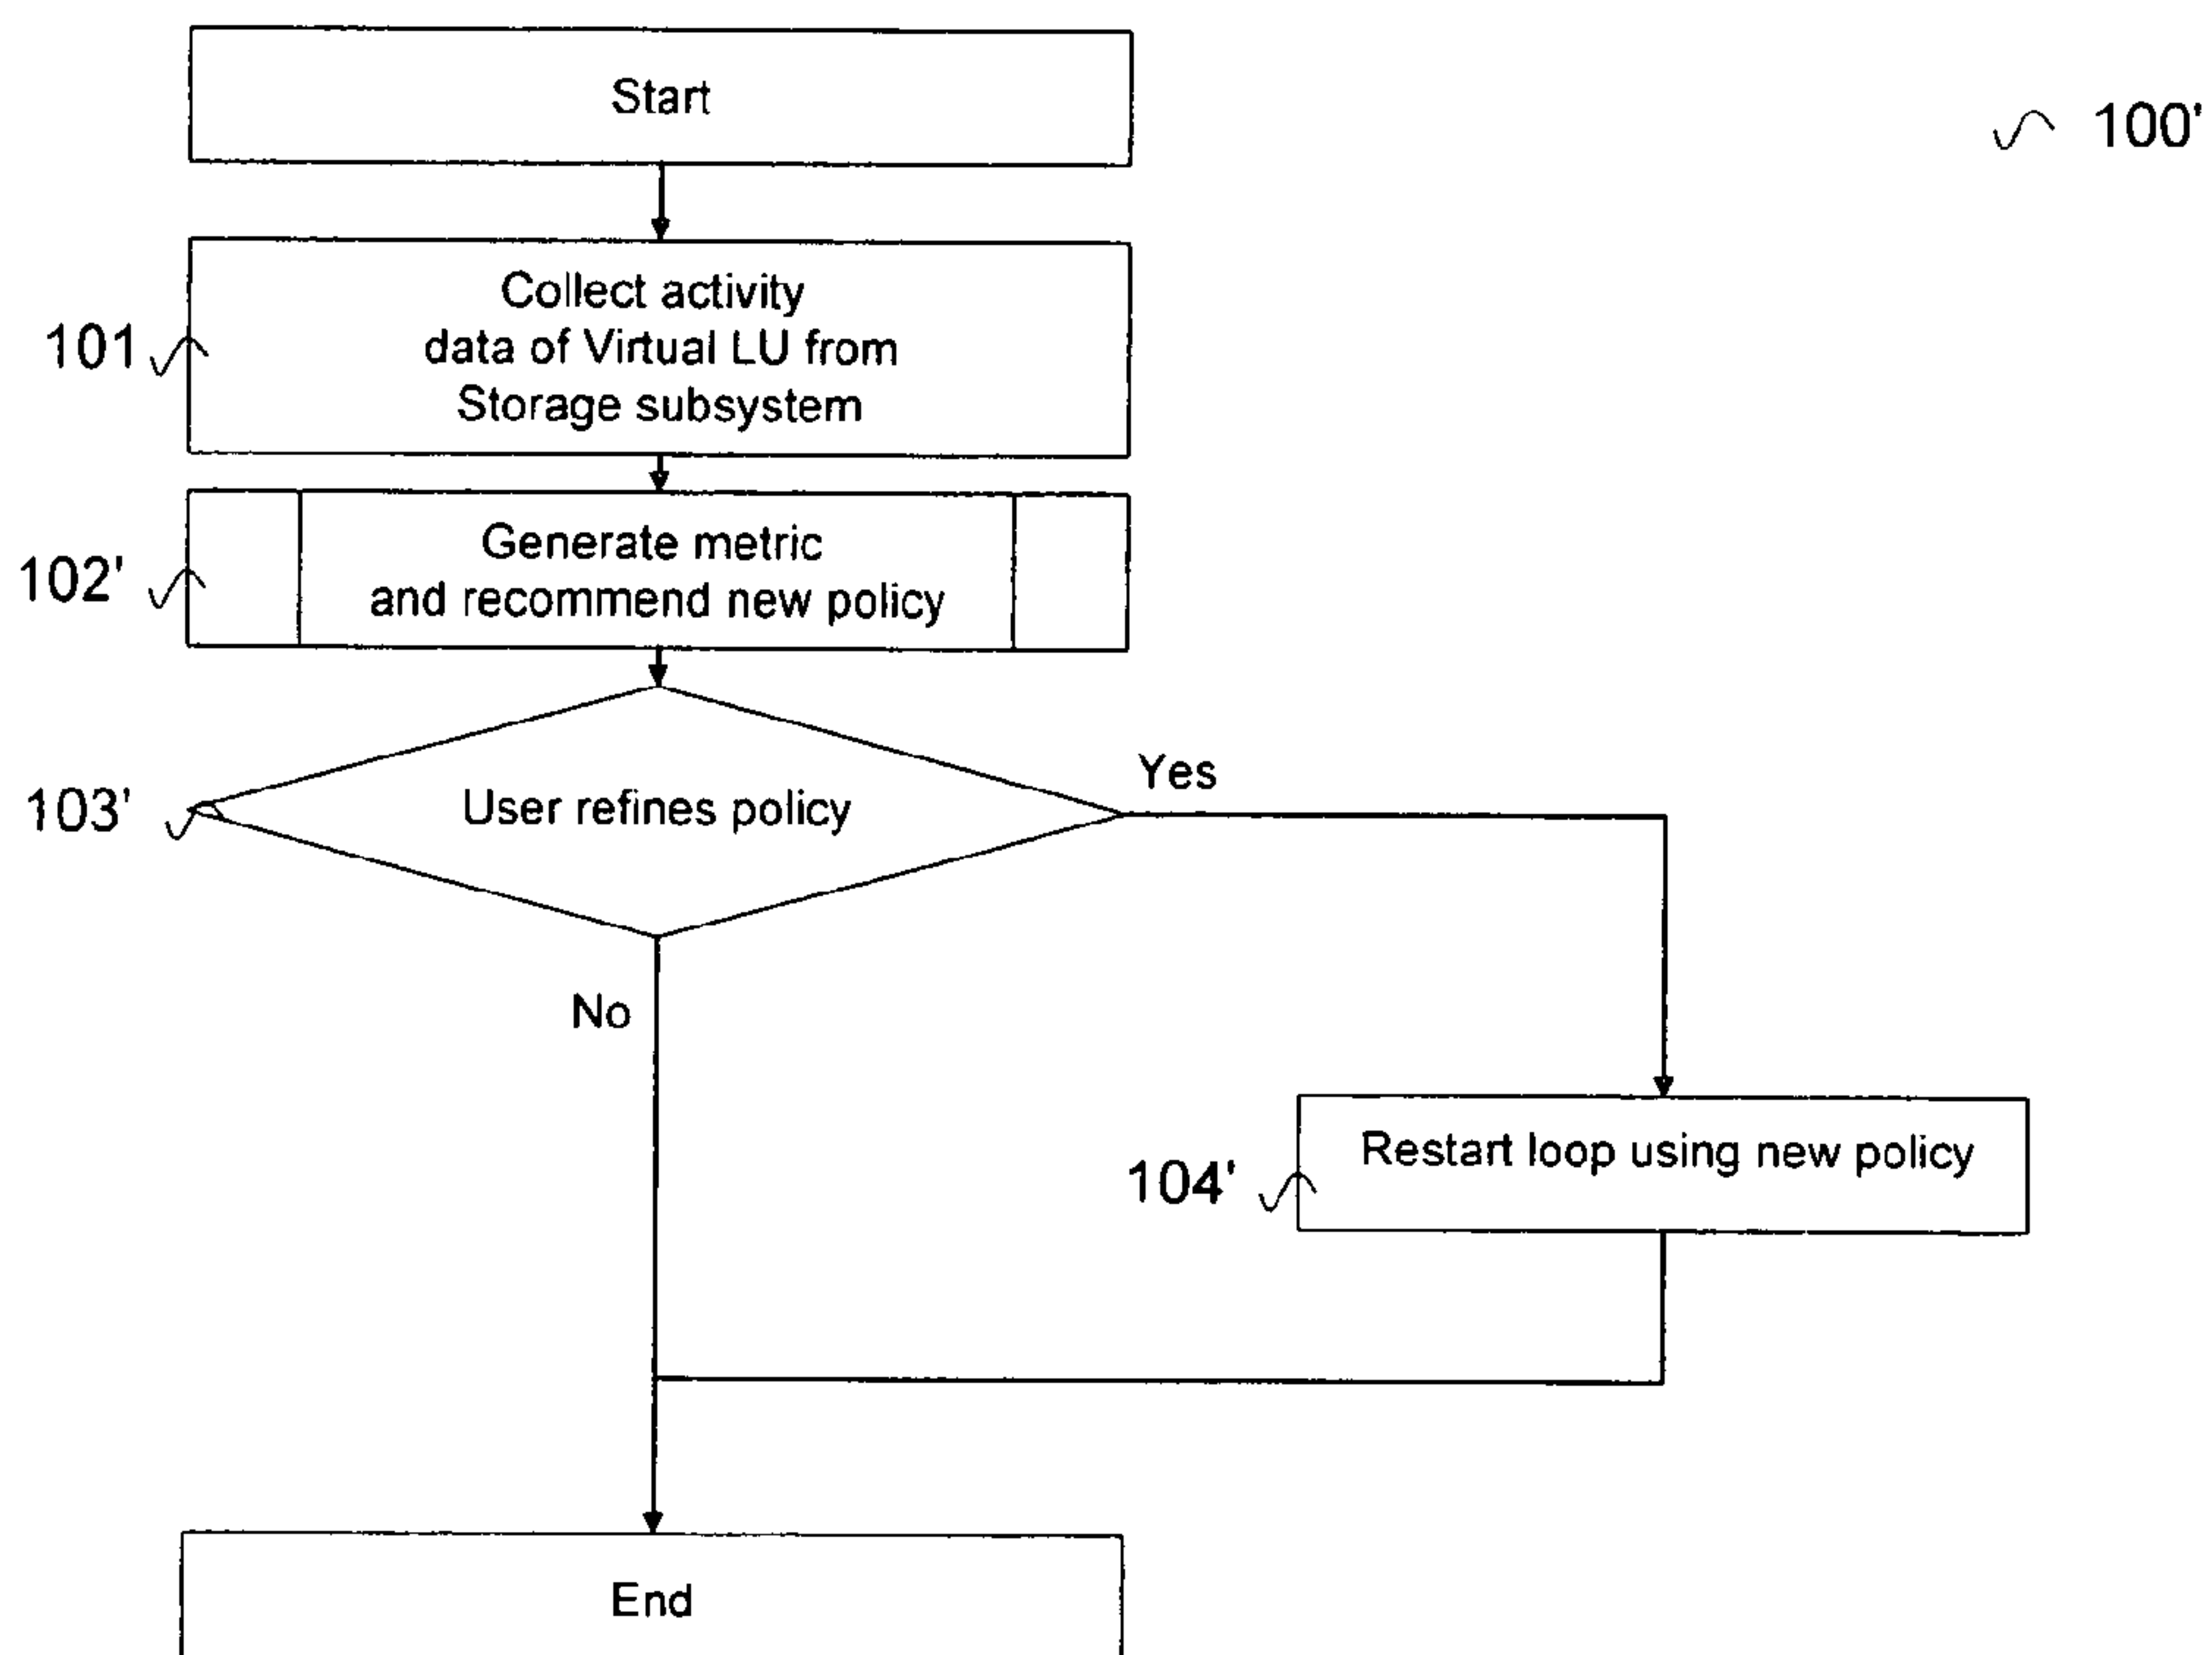 Start
100'
Collect activity
data of Virtual LU from
Storage subsystem
101
Generate metric
and recommend new policy
102'
User refines policy
103'
Yes
No
Restart loop using new policy
104'
End